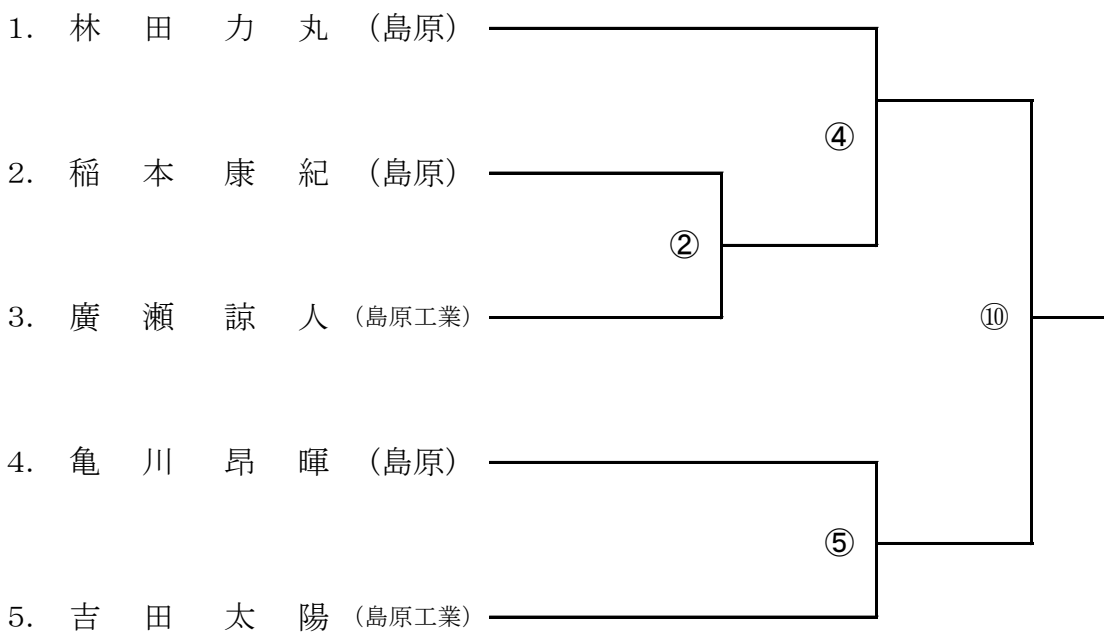 1. 林田力丸(島原)
④
2. 稲本康紀(島原)
②
3. 廣瀬諒人(島原工業)
⑩
4. 亀川昂暉(島原)
⑤
5. 吉田太陽(島原工業)